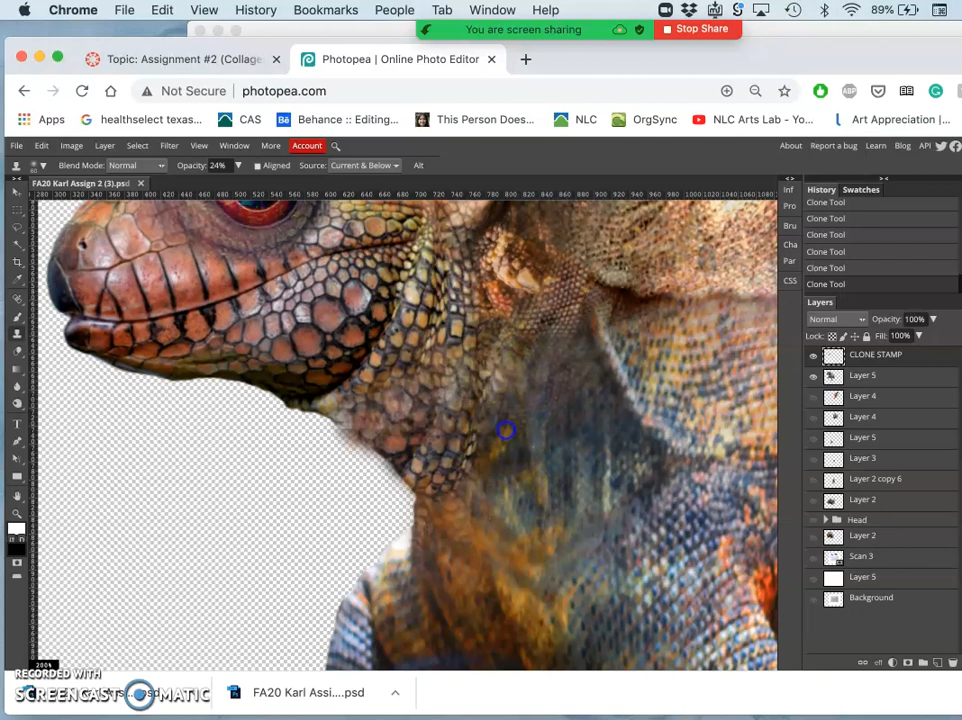 Chrome File Edit View History Bookmarks People Tab Window Help 89%
You are screen sharing Stop Share
Topic: Assignment #2 (Collage Photopea | Online Photo Editor
Not Secure photopea.com
Apps healthselect texas... CAS Behance :: Editing... This Person Does... NLC OrgSync NLC Arts Lab - Yo... Art Appreciation |
File Edit Image Layer Select Filter View Window More Account About Report a bug Learn Blog API
Blend Mode: Normal Opacity: 24% Aligned Source: Current & Below Alt
FA20 Karl Assign 2 (3).psd
Inf
Pro
Bru
Cha
Par
CSS
History Swatches
Clone Tool
Clone Tool
Clone Tool
Clone Tool
Clone Tool
Clone Tool
Layers
Normal Opacity: 100%
Lock: Fill: 100%
CLONE STAMP
Layer 5
Layer 4
Layer 4
Layer 5
Layer 3
Layer 2 copy 6
Layer 2
Head
Layer 2
Scan 3
Layer 5
Background
200%
RECORDED WITH
SCREENCAST MATIC
FA20 Karl Assi....psd